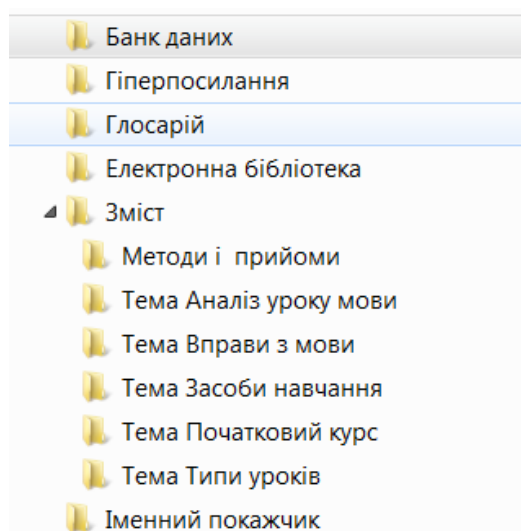 Банк даних
Гіперпосилання
Глосарій
Електронна бібліотека
Зміст
Методи і  прийоми
Тема Аналіз уроку мови
Тема Вправи з мови
Тема Засоби навчання
Тема Початковий курс
Тема Типи уроків
Іменний покажчик